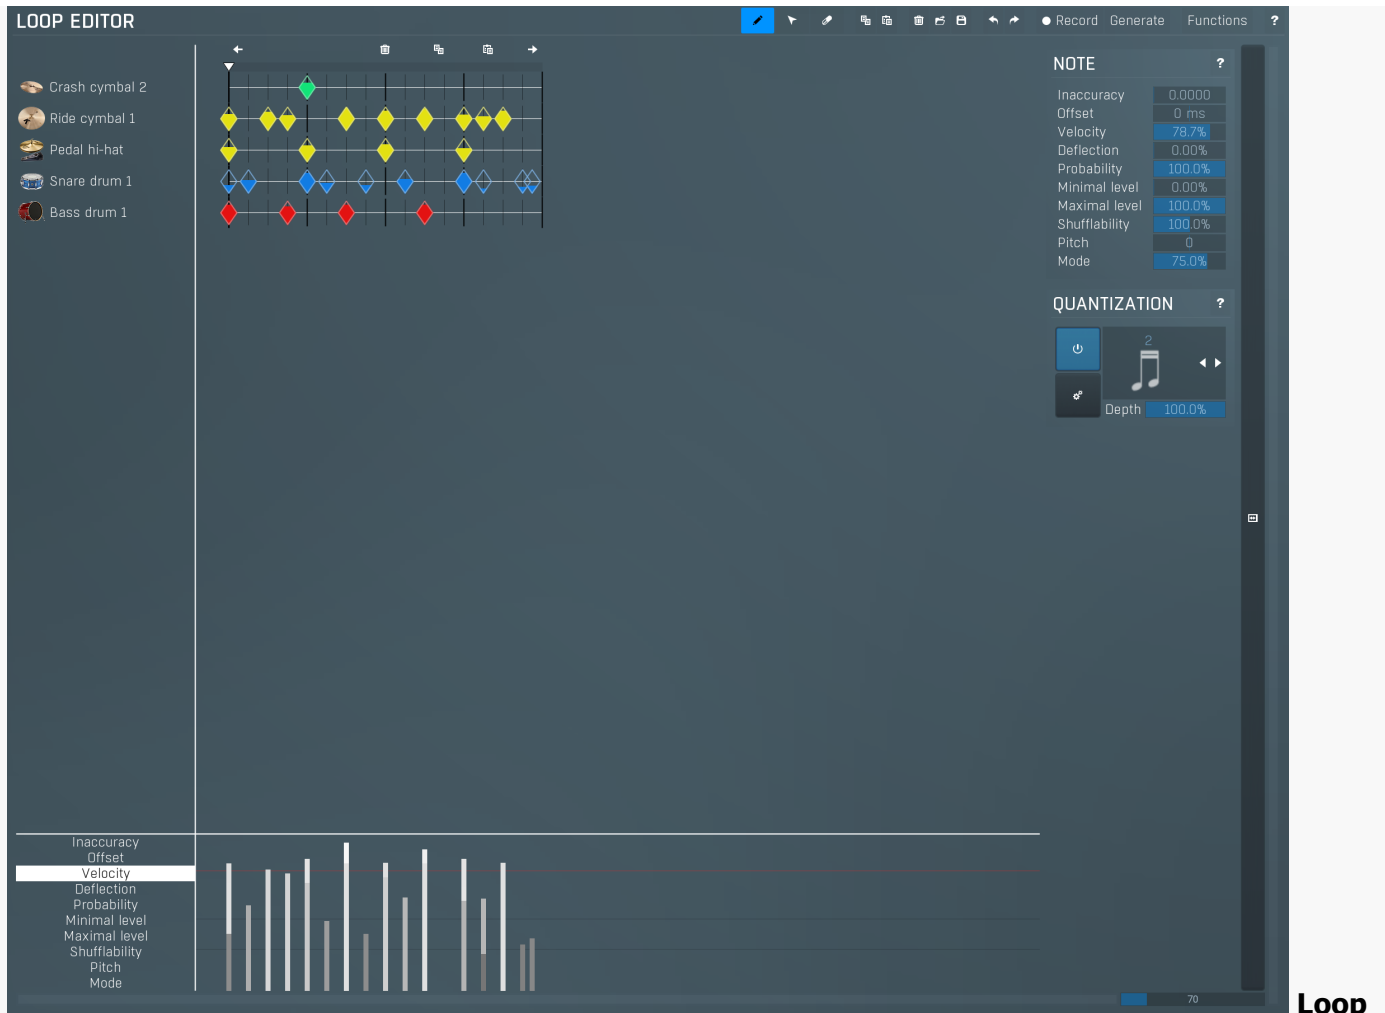 LOOP EDITOR
Record Generate Functions ?
Crash cymbal 2
Ride cymbal 1
Pedal hi-hat
Snare drum 1
Bass drum 1
NOTE ?
Inaccuracy 0.0000
Offset 0 ms
Velocity 78.7%
Deflection 0.00%
Probability 100.0%
Minimal level 0.00%
Maximal level 100.0%
Shufflability 100.0%
Pitch 0
Mode 75.0%
QUANTIZATION ?
2
Depth 100.0%
Inaccuracy
Offset
Velocity
Deflection
Probability
Minimal level
Maximal level
Shufflability
Pitch
Mode
70
Loop